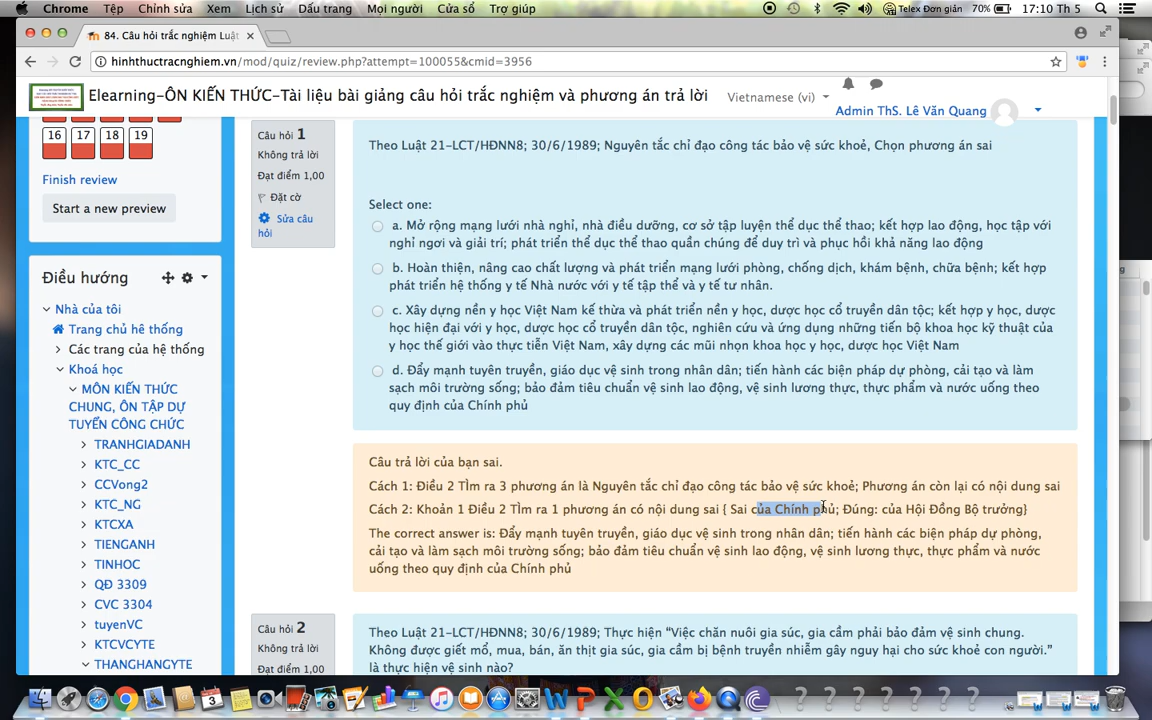 Chrome Tệp Chỉnh sửa Xem Lịch sử Dấu trang Mọi người Cửa sổ Trợ giúp Telex Đơn giản 70% 17:10 Th 5
84. Câu hỏi trắc nghiệm Luật
hinhthuctracnghiem.vn/mod/quiz/review.php?attempt=100055&cmid=3956
Elearning-ÔN KIẾN THỨC-Tài liệu bài giảng câu hỏi trắc nghiệm và phương án trả lời
Vietnamese (vi)
Admin ThS. Lê Văn Quang
16 17 18 19
Finish review
Start a new preview
Điều hướng
Nhà của tôi
Trang chủ hệ thống
Các trang của hệ thống
Khoá học
MÔN KIẾN THỨC
CHUNG, ÔN TẬP DỰ
TUYỂN CÔNG CHỨC
TRANHGIADANH
KTC_CC
CCVong2
KTC_NG
KTCXA
TIENGANH
TINHOC
QĐ 3309
CVC 3304
tuyenVC
KTCVCYTE
THANGHANGYTE
Câu hỏi 1
Không trả lời
Đạt điểm 1,00
Đặt cờ
Sửa câu
hỏi
Theo Luật 21-LCT/HĐNN8; 30/6/1989; Nguyên tắc chỉ đạo công tác bảo vệ sức khoẻ, Chọn phương án sai
Select one:
a. Mở rộng mạng lưới nhà nghỉ, nhà điều dưỡng, cơ sở tập luyện thể dục thể thao; kết hợp lao động, học tập với
nghỉ ngơi và giải trí; phát triển thể dục thể thao quần chúng để duy trì và phục hồi khả năng lao động
b. Hoàn thiện, nâng cao chất lượng và phát triển mạng lưới phòng, chống dịch, khám bệnh, chữa bệnh; kết hợp
phát triển hệ thống y tế Nhà nước với y tế tập thể và y tế tư nhân.
c. Xây dựng nền y học Việt Nam kế thừa và phát triển nền y học, dược học cổ truyền dân tộc; kết hợp y học, dược
học hiện đại với y học, dược học cổ truyền dân tộc, nghiên cứu và ứng dụng những tiến bộ khoa học kỹ thuật của
y học thế giới vào thực tiễn Việt Nam, xây dựng các mũi nhọn khoa học y học, dược học Việt Nam
d. Đẩy mạnh tuyên truyền, giáo dục vệ sinh trong nhân dân; tiến hành các biện pháp dự phòng, cải tạo và làm
sạch môi trường sống; bảo đảm tiêu chuẩn vệ sinh lao động, vệ sinh lương thực, thực phẩm và nước uống theo
quy định của Chính phủ
Câu trả lời của bạn sai.
Cách 1: Điều 2 TÌm ra 3 phương án là Nguyên tắc chỉ đạo công tác bảo vệ sức khoẻ; Phương án còn lại có nội dung sai
Cách 2: Khoản 1 Điều 2 TÌm ra 1 phương án có nội dung sai { Sai của Chính phủ; Đúng: của Hội Đồng Bộ trưởng}
The correct answer is: Đẩy mạnh tuyên truyền, giáo dục vệ sinh trong nhân dân; tiến hành các biện pháp dự phòng,
cải tạo và làm sạch môi trường sống; bảo đảm tiêu chuẩn vệ sinh lao động, vệ sinh lương thực, thực phẩm và nước
uống theo quy định của Chính phủ
Câu hỏi 2
Không trả lời
Đạt điểm 1,00
Theo Luật 21-LCT/HĐNN8; 30/6/1989; Thực hiện “Việc chăn nuôi gia súc, gia cầm phải bảo đảm vệ sinh chung.
Không được giết mổ, mua, bán, ăn thịt gia súc, gia cầm bị bệnh truyền nhiễm gây nguy hại cho sức khoẻ con người.”
là thực hiện vệ sinh nào?